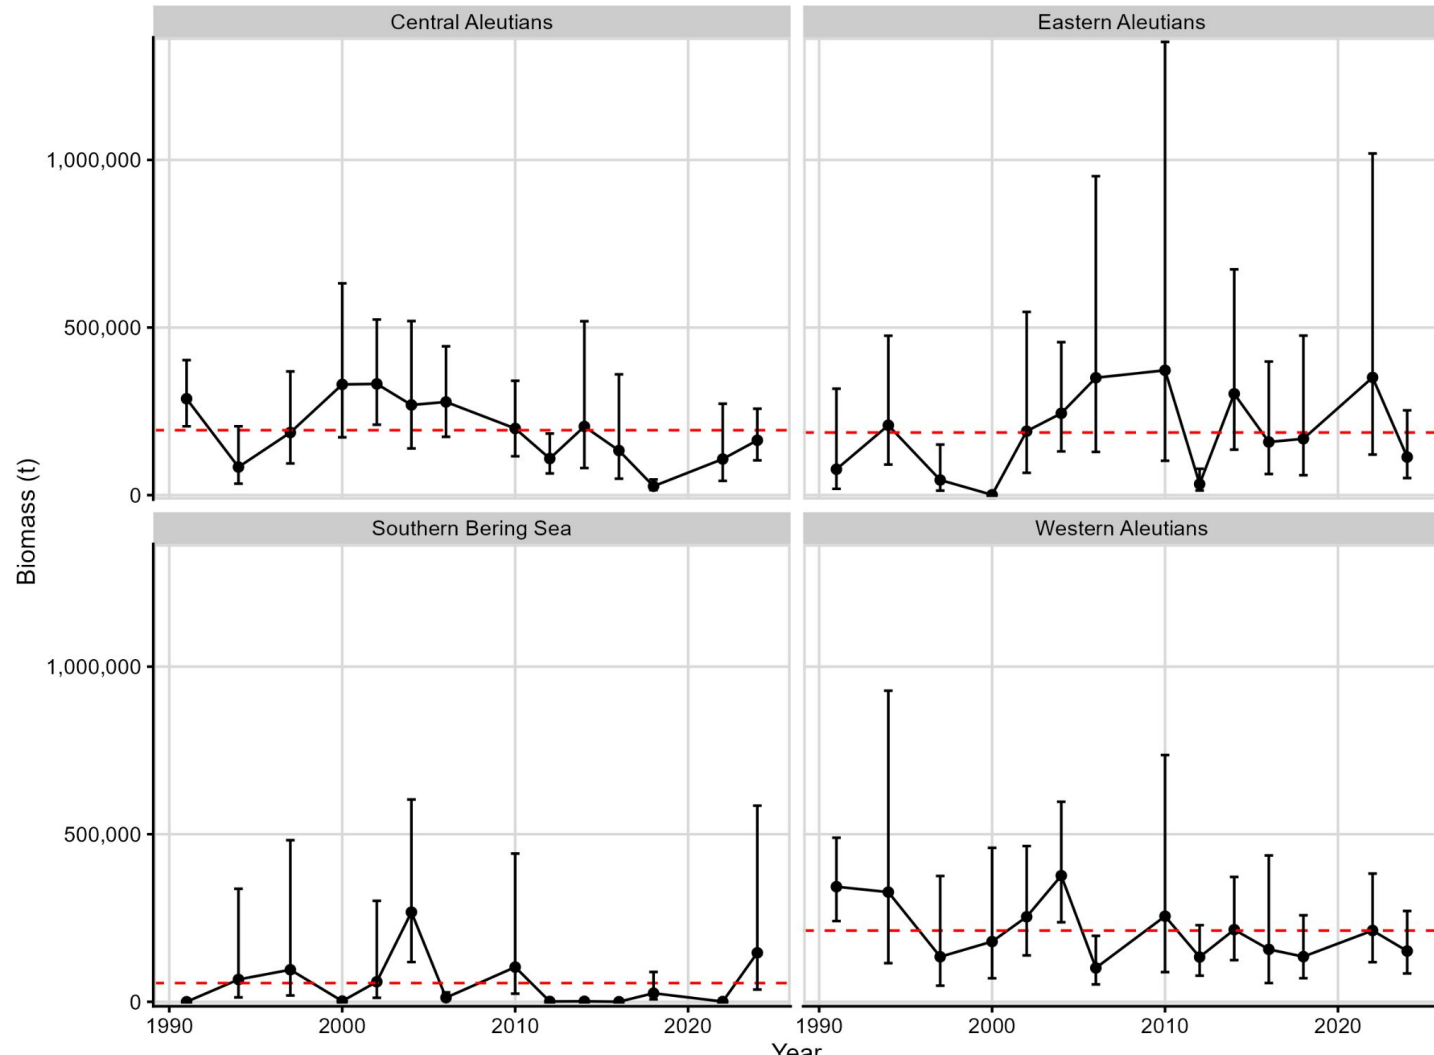 Central Aleutians
Eastern Aleutians
1,000,000
500,000
0
Southern Bering Sea
Western Aleutians
Biomass (t)
1,000,000
500,000
0
1990 2000 2010 2020 1990 2000 2010 2020
Year